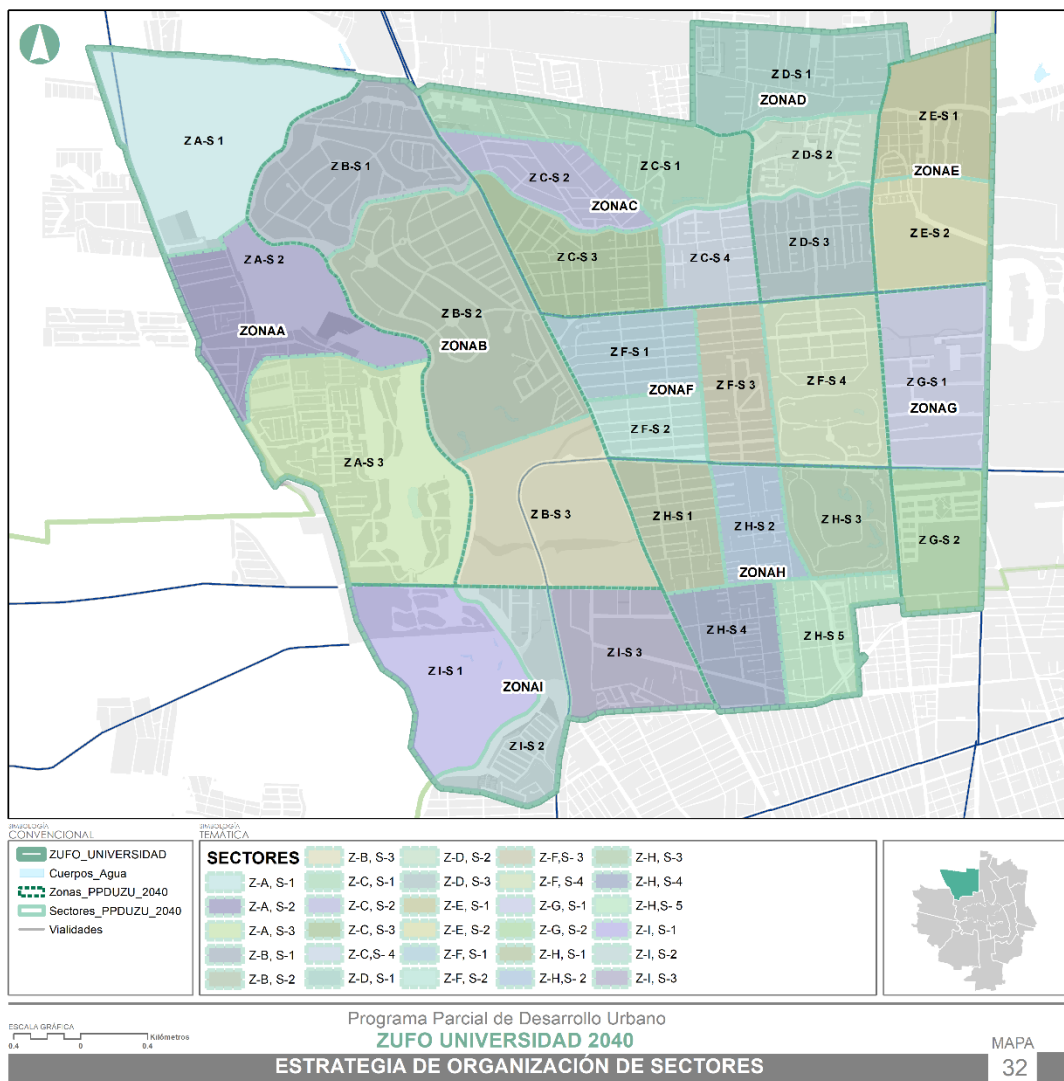 Z D-S 1
ZONAD
Z E-S 1
Z A-S 1
Z B-S 1
Z C-S 1
Z D-S 2
ZONAE
Z C-S 2
ZONAC
Z E-S 2
Z D-S 3
Z C-S 3
Z C-S 4
Z A-S 2
Z B-S 2
ZONAA
ZONAB
Z F-S 1
Z F-S 3
Z F-S 4
Z G-S 1
ZONAF
ZONAG
Z F-S 2
Z A-S 3
Z B-S 3
Z H-S 1
Z H-S 2
Z H-S 3
Z G-S 2
ZONAH
Z H-S 4
Z H-S 5
Z I-S 3
Z I-S 1
ZONAI
Z I-S 2
SIMBOLOGÍA
CONVENCIONAL
ZUFO_UNIVERSIDAD
Cuerpos_Agua
Zonas_PPDUZU_2040
Sectores_PPDUZU_2040
Vialidades
SIMBOLOGÍA
TEMÁTICA
SECTORES
Z-A, S-1
Z-A, S-2
Z-A, S-3
Z-B, S-1
Z-B, S-2
Z-B, S-3
Z-C, S-1
Z-C, S-2
Z-C, S-3
Z-C,S- 4
Z-D, S-1
Z-D, S-2
Z-D, S-3
Z-E, S-1
Z-E, S-2
Z-F, S-1
Z-F, S-2
Z-F,S- 3
Z-F, S-4
Z-G, S-1
Z-G, S-2
Z-H, S-1
Z-H,S- 2
Z-H, S-3
Z-H, S-4
Z-H,S- 5
Z-I, S-1
Z-I, S-2
Z-I, S-3
ESCALA GRÁFICA
Kilómetros
0.4 0 0.4
Programa Parcial de Desarrollo Urbano
ZUFO UNIVERSIDAD 2040
ESTRATEGIA DE ORGANIZACIÓN DE SECTORES
MAPA
32